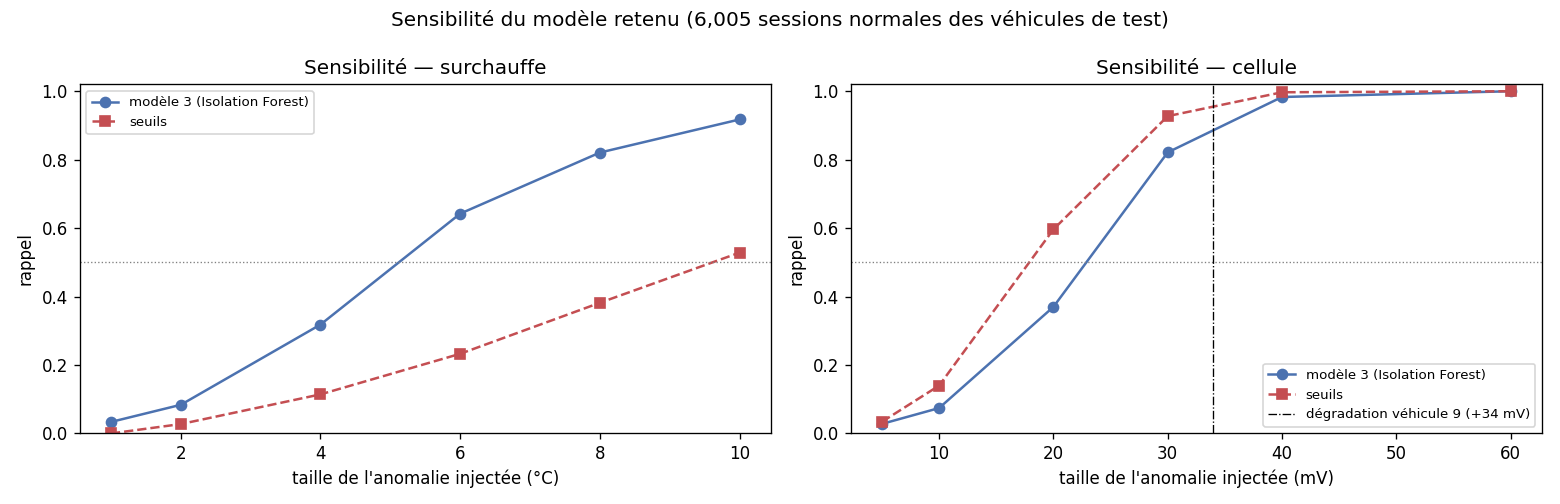 Sensibilité du modèle retenu (6,005 sessions normales des véhicules de test)
Sensibilité — surchauffe
1.0
0.8
0.6
0.4
0.2
0.0
rappel
modèle 3 (Isolation Forest)
seuils
2 4 6 8 10
taille de l'anomalie injectée (°C)
Sensibilité — cellule
1.0
0.8
0.6
0.4
0.2
0.0
rappel
modèle 3 (Isolation Forest)
seuils
dégradation véhicule 9 (+34 mV)
10 20 30 40 50 60
taille de l'anomalie injectée (mV)